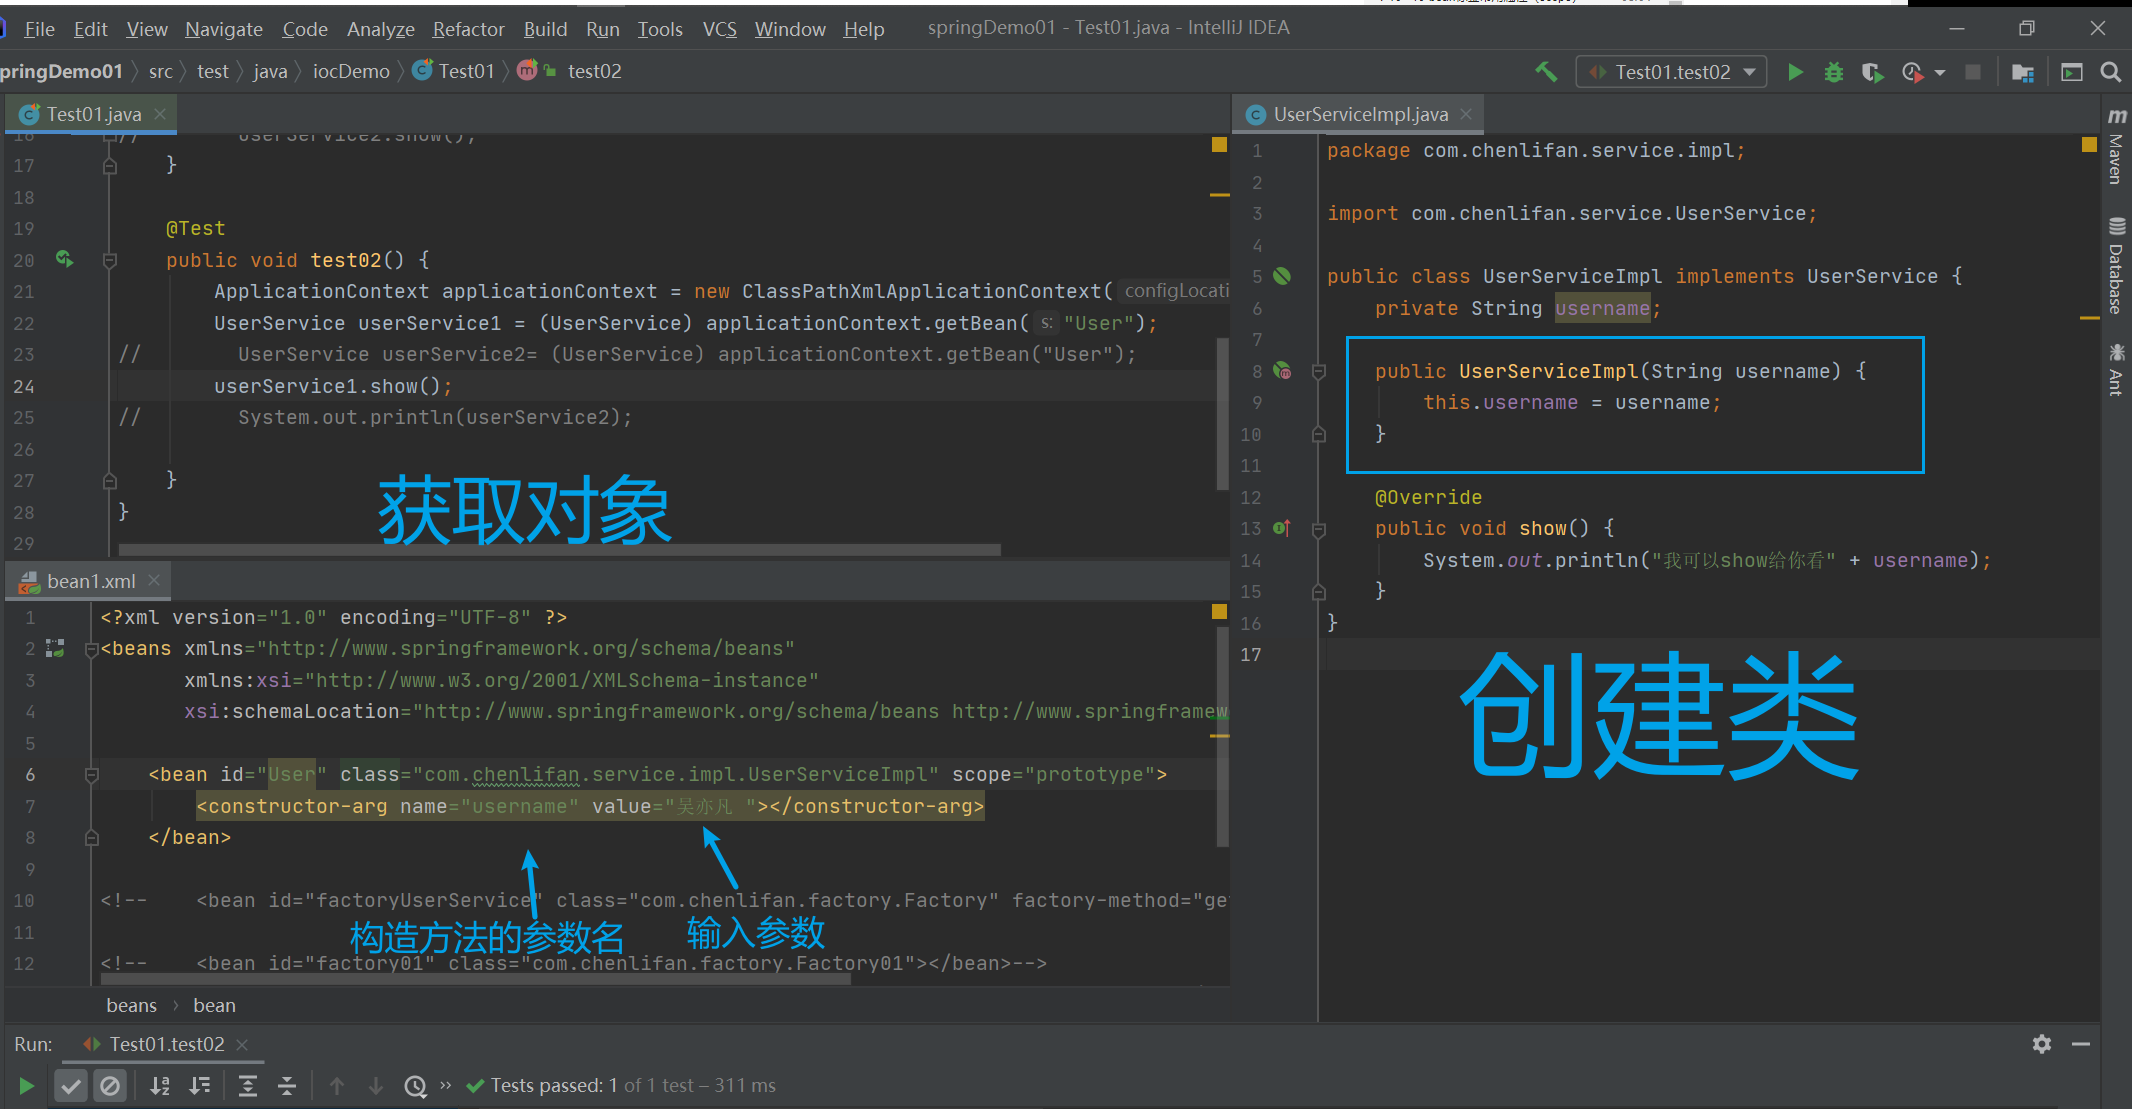 File Edit View Navigate Code Analyze Refactor Build Run Tools VCS Window Help springDemo01 - Test01.java - IntelliJ IDEA
pringDemo01 src test java iocDemo Test01 test02 Test01.test02
Test01.java
16 // UserService2.show();
17 }
18
19 @Test
20 public void test02() {
21 ApplicationContext applicationContext = new ClassPathXmlApplicationContext( configLocati
22 UserService userService1 = (UserService) applicationContext.getBean( s: "User");
23 // UserService userService2= (UserService) applicationContext.getBean("User");
24 userService1.show();
25 // System.out.println(userService2);
26
27 }
28 }
29
获取对象
bean1.xml
1 <?xml version="1.0" encoding="UTF-8" ?>
2 <beans xmlns="http://www.springframework.org/schema/beans"
3 xmlns:xsi="http://www.w3.org/2001/XMLSchema-instance"
4 xsi:schemaLocation="http://www.springframework.org/schema/beans http://www.springframew
5
6 <bean id="User" class="com.chenlifan.service.impl.UserServiceImpl" scope="prototype">
7 <constructor-arg name="username" value="吴亦凡 "></constructor-arg>
8 </bean>
9
10 <!-- <bean id="factoryUserService" class="com.chenlifan.factory.Factory" factory-method="ge
11
构造方法的参数名 输入参数
12 <!-- <bean id="factory01" class="com.chenlifan.factory.Factory01"></bean>-->
beans bean
UserServiceImpl.java
1 package com.chenlifan.service.impl;
2
3 import com.chenlifan.service.UserService;
4
5 public class UserServiceImpl implements UserService {
6 private String username;
7
8 public UserServiceImpl(String username) {
9 this.username = username;
10 }
11
12 @Override
13 public void show() {
14 System.out.println("我可以show给你看" + username);
15 }
16 }
17
创建类
Maven
Database
Ant
Run: Test01.test02
Tests passed: 1 of 1 test – 311 ms